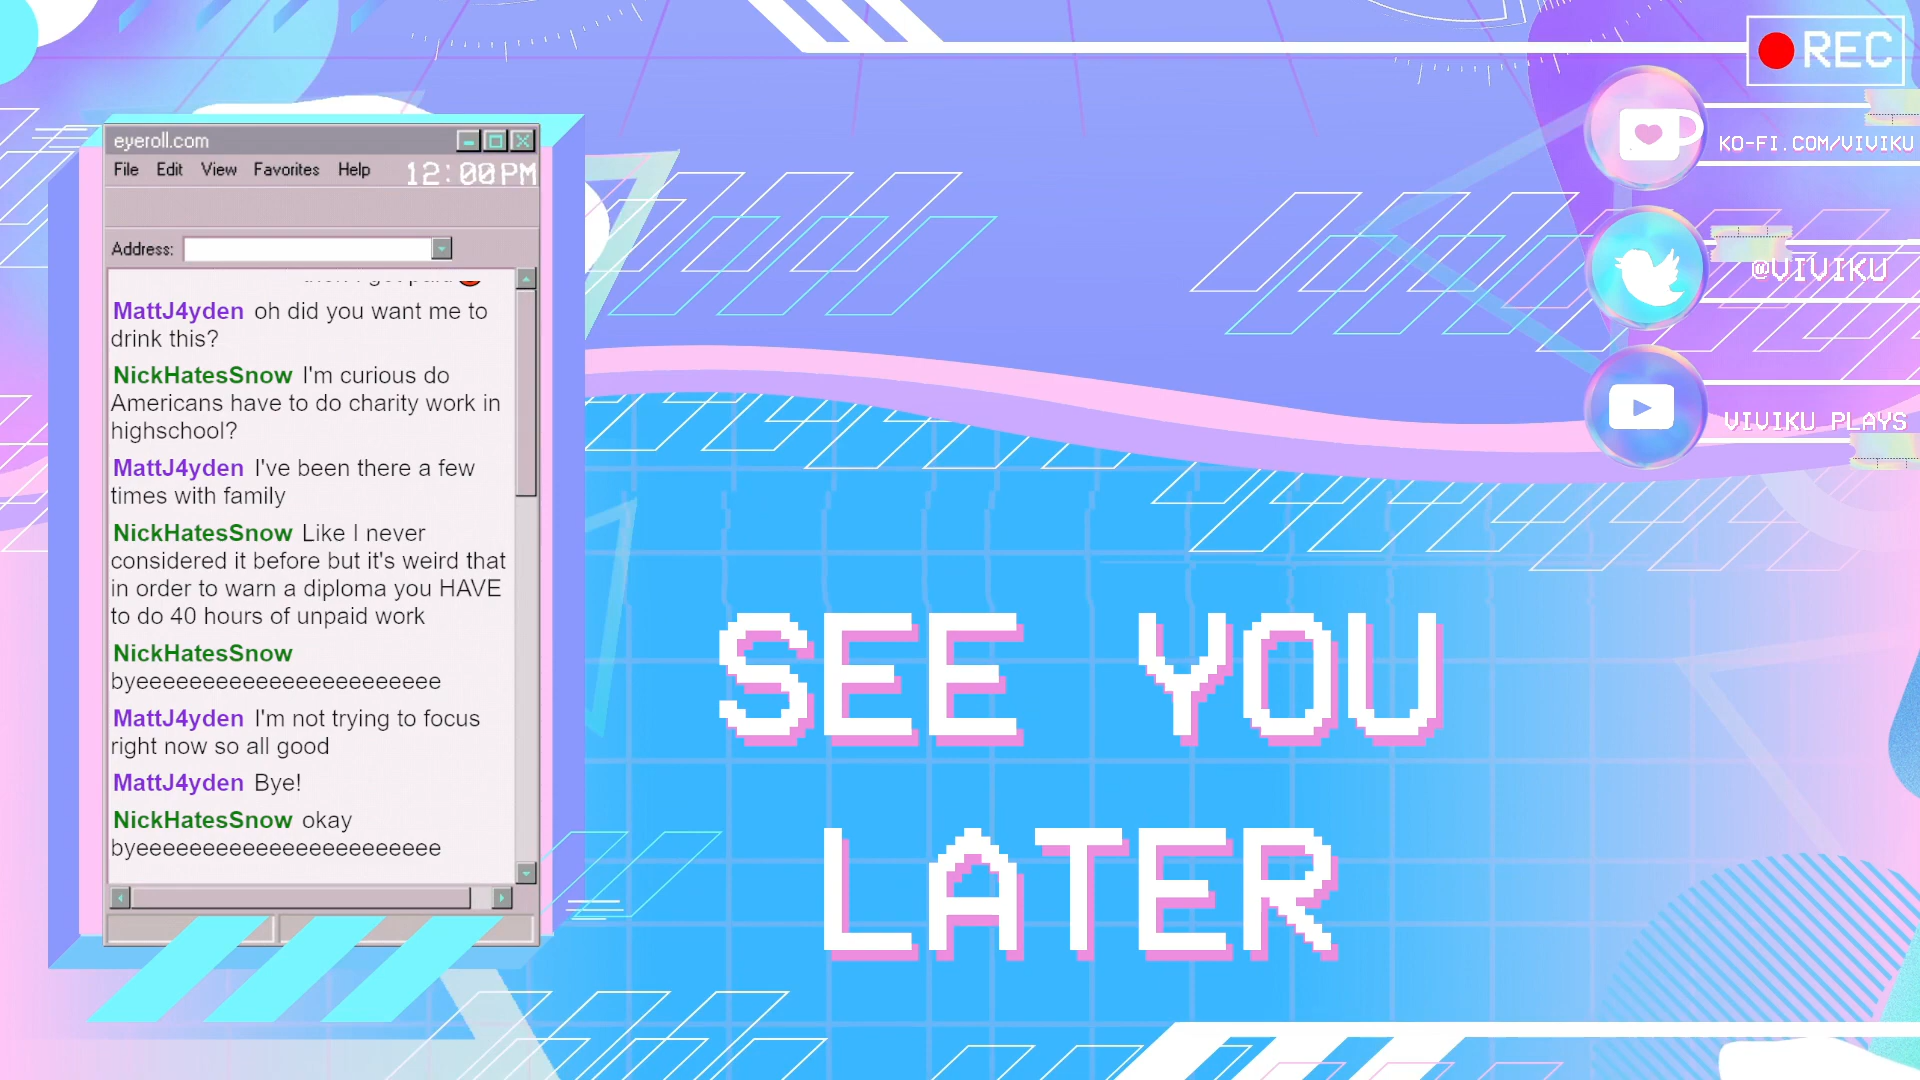 REC
eyeroll.com
File Edit View Favorites Help 12:00PM
KO-FI.COM/VIVIKU
Address:
@VIVIKU
MattJ4yden oh did you want me to
drink this?
NickHatesSnow I'm curious do
Americans have to do charity work in
highschool?
VIVIKU PLAYS
MattJ4yden I've been there a few
times with family
NickHatesSnow Like I never
considered it before but it's weird that
in order to warn a diploma you HAVE
to do 40 hours of unpaid work
NickHatesSnow
byeeeeeeeeeeeeeeeeeeeeeee
MattJ4yden I'm not trying to focus
right now so all good
MattJ4yden Bye!
NickHatesSnow okay
byeeeeeeeeeeeeeeeeeeeeeee
SEE YOU
LATER